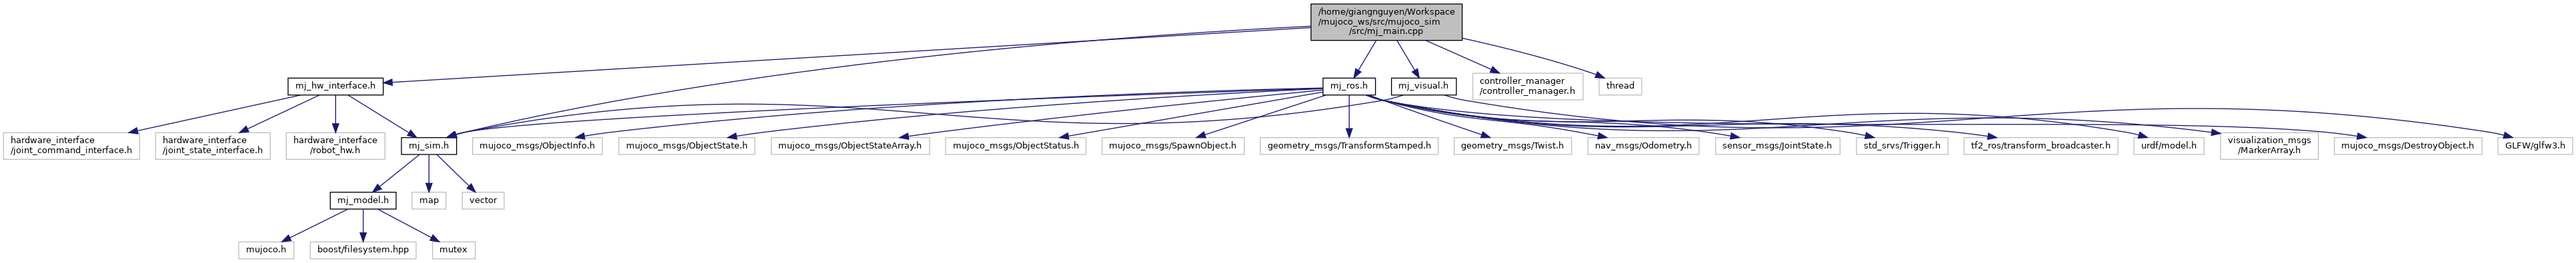 /home/giangnguyen/Workspace
/mujoco_ws/src/mujoco_sim
/src/mj_main.cpp
mj_hw_interface.h
mj_ros.h
mj_visual.h
controller_manager
/controller_manager.h
thread
hardware_interface
/joint_command_interface.h
hardware_interface
/joint_state_interface.h
hardware_interface
/robot_hw.h
mj_sim.h
mujoco_msgs/ObjectInfo.h
mujoco_msgs/ObjectState.h
mujoco_msgs/ObjectStateArray.h
mujoco_msgs/ObjectStatus.h
mujoco_msgs/SpawnObject.h
geometry_msgs/TransformStamped.h
geometry_msgs/Twist.h
nav_msgs/Odometry.h
sensor_msgs/JointState.h
std_srvs/Trigger.h
tf2_ros/transform_broadcaster.h
urdf/model.h
visualization_msgs
/MarkerArray.h
mujoco_msgs/DestroyObject.h
GLFW/glfw3.h
mj_model.h
map
vector
mujoco.h
boost/filesystem.hpp
mutex